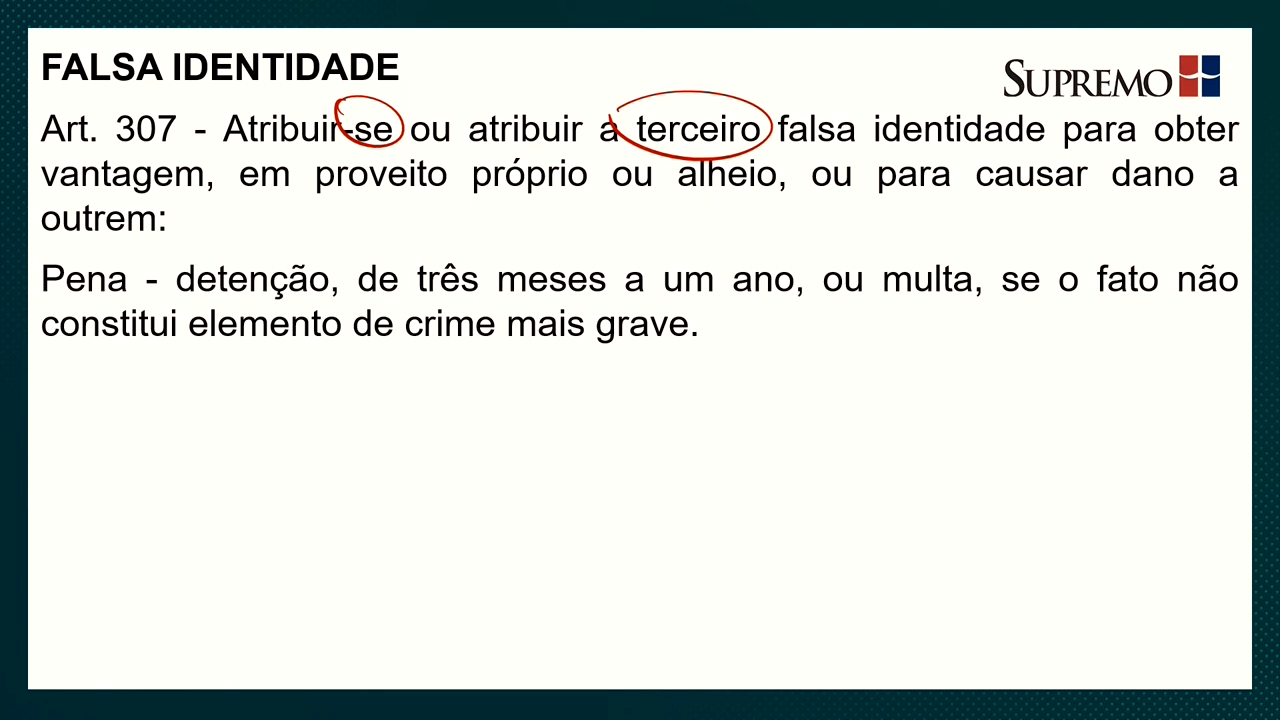 FALSA IDENTIDADE
SUPREMO
Art. 307 - Atribuir-se ou atribuir a terceiro falsa identidade para obter
vantagem, em proveito próprio ou alheio, ou para causar dano a
outrem:
Pena - detenção, de três meses a um ano, ou multa, se o fato não
constitui elemento de crime mais grave.